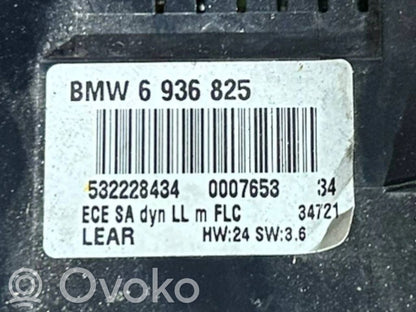 BMW 6 936 825
532228434 0007653 34
ECE SA dyn LL m FLC 34721
LEAR HW:24 SW:3.6
Ovoko